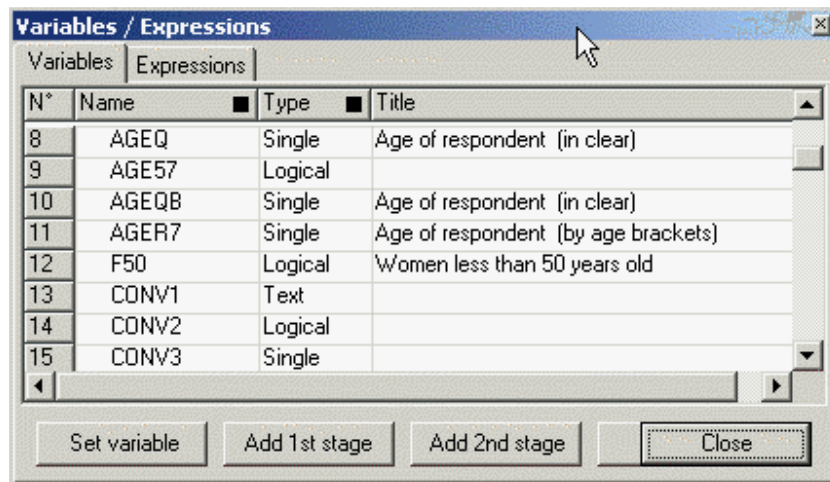 Variables / Expressions
Variables Expressions
N° Name Type Title
8 AGEQ Single Age of respondent (in clear)
9 AGE57 Logical
10 AGEQB Single Age of respondent (in clear)
11 AGER7 Single Age of respondent (by age brackets)
12 F50 Logical Women less than 50 years old
13 CONV1 Text
14 CONV2 Logical
15 CONV3 Single
Set variable Add 1st stage Add 2nd stage Close